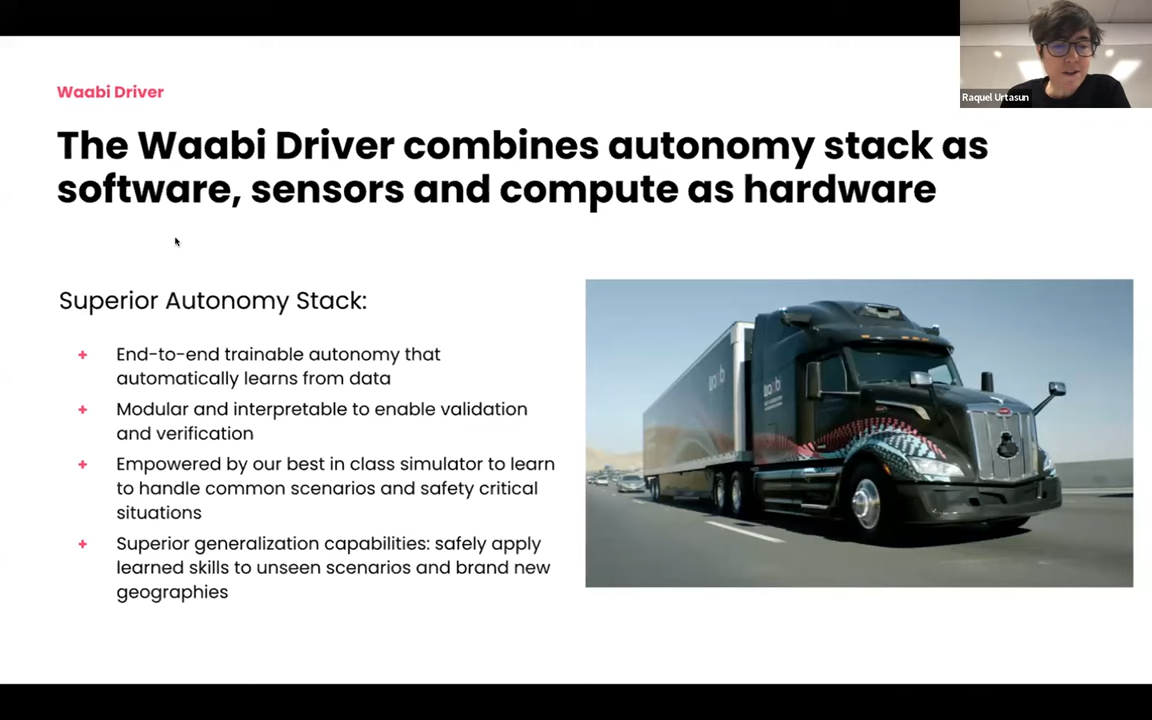 Raquel Urtasun
Waabi Driver
The Waabi Driver combines autonomy stack as
software, sensors and compute as hardware
Superior Autonomy Stack:
+ End-to-end trainable autonomy that
automatically learns from data
+ Modular and interpretable to enable validation
and verification
+ Empowered by our best in class simulator to learn
to handle common scenarios and safety critical
situations
+ Superior generalization capabilities: safely apply
learned skills to unseen scenarios and brand new
geographies